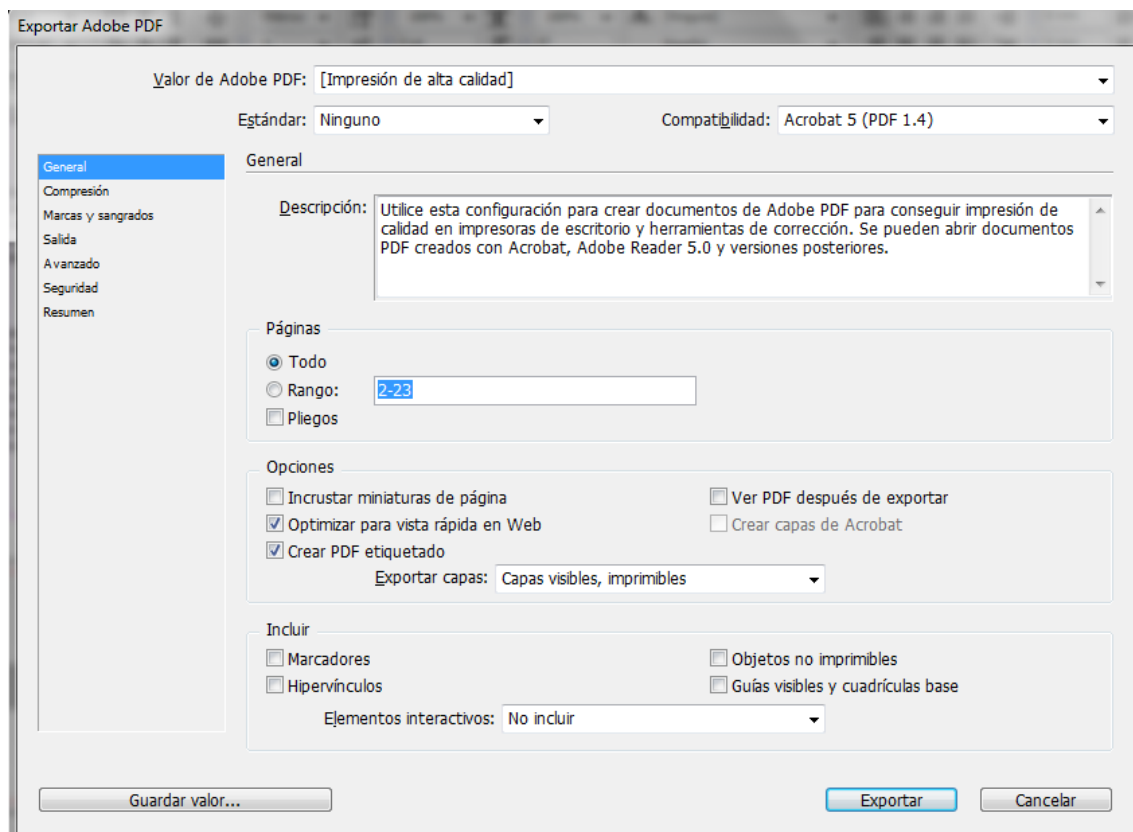 Exportar Adobe PDF
Valor de Adobe PDF: [Impresión de alta calidad]
Estándar: Ninguno Compatibilidad: Acrobat 5 (PDF 1.4)
General
Compresión
Marcas y sangrados
Salida
Avanzado
Seguridad
Resumen
General
Descripción: Utilice esta configuración para crear documentos de Adobe PDF para conseguir impresión de
calidad en impresoras de escritorio y herramientas de corrección. Se pueden abrir documentos
PDF creados con Acrobat, Adobe Reader 5.0 y versiones posteriores.
Páginas
Todo
Rango: 2-23
Pliegos
Opciones
Incrustar miniaturas de página Ver PDF después de exportar
Optimizar para vista rápida en Web Crear capas de Acrobat
Crear PDF etiquetado
Exportar capas: Capas visibles, imprimibles
Incluir
Marcadores Objetos no imprimibles
Hipervínculos Guías visibles y cuadrículas base
Elementos interactivos: No incluir
Guardar valor... Exportar Cancelar